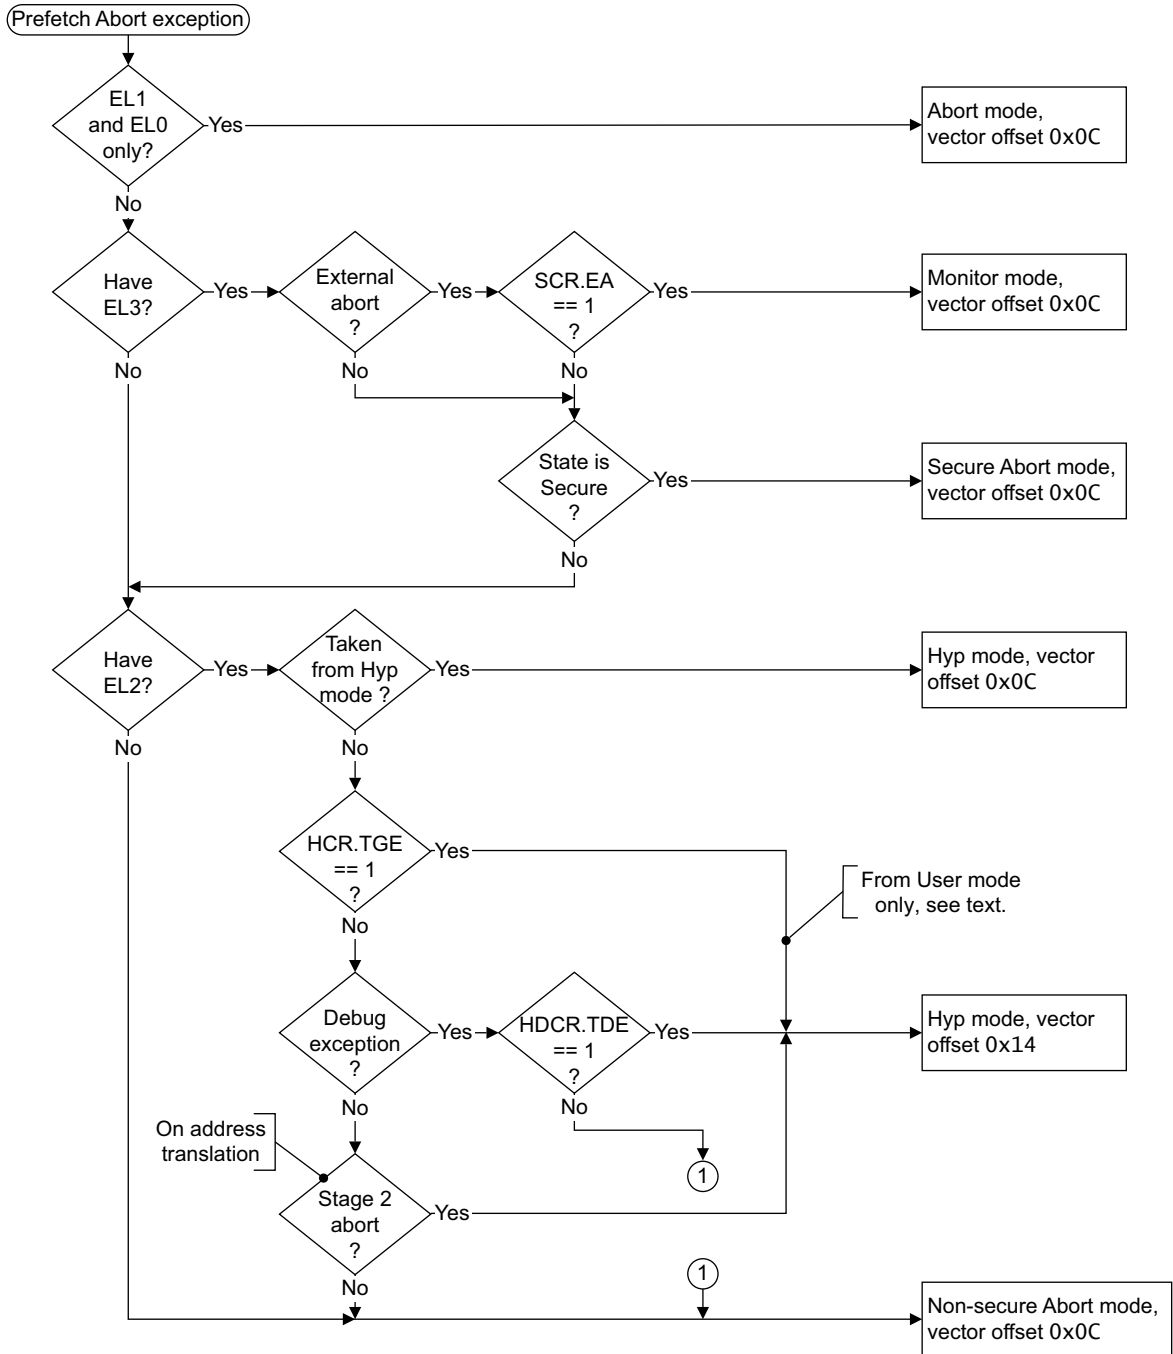 Prefetch Abort exception
EL1
and EL0
only?
Yes
Abort mode,
vector offset 0x0C
No
Have
EL3?
Yes
External
abort
?
Yes
SCR.EA
== 1
?
Yes
Monitor mode,
vector offset 0x0C
No
No
No
State is
Secure
?
Yes
Secure Abort mode,
vector offset 0x0C
No
Have
EL2?
Yes
Taken
from Hyp
mode ?
Yes
Hyp mode, vector
offset 0x0C
No
No
HCR.TGE
== 1
?
Yes
From User mode
only, see text.
No
Debug
exception
?
Yes
HDCR.TDE
== 1
?
Yes
Hyp mode, vector
offset 0x14
No
No
On address
translation
1
Stage 2
abort
?
Yes
No
1
Non-secure Abort mode,
vector offset 0x0C